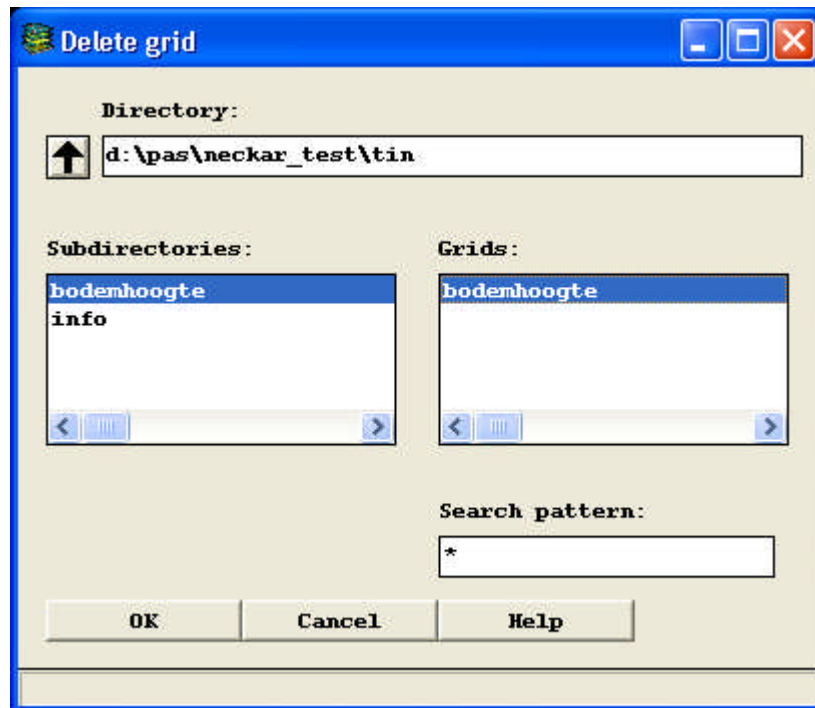 Delete grid
Directory:
d:\pas\neckar_test\tin
Subdirectories:
bodemhoogte
info
Grids:
bodemhoogte
Search pattern:
*
OK Cancel Help